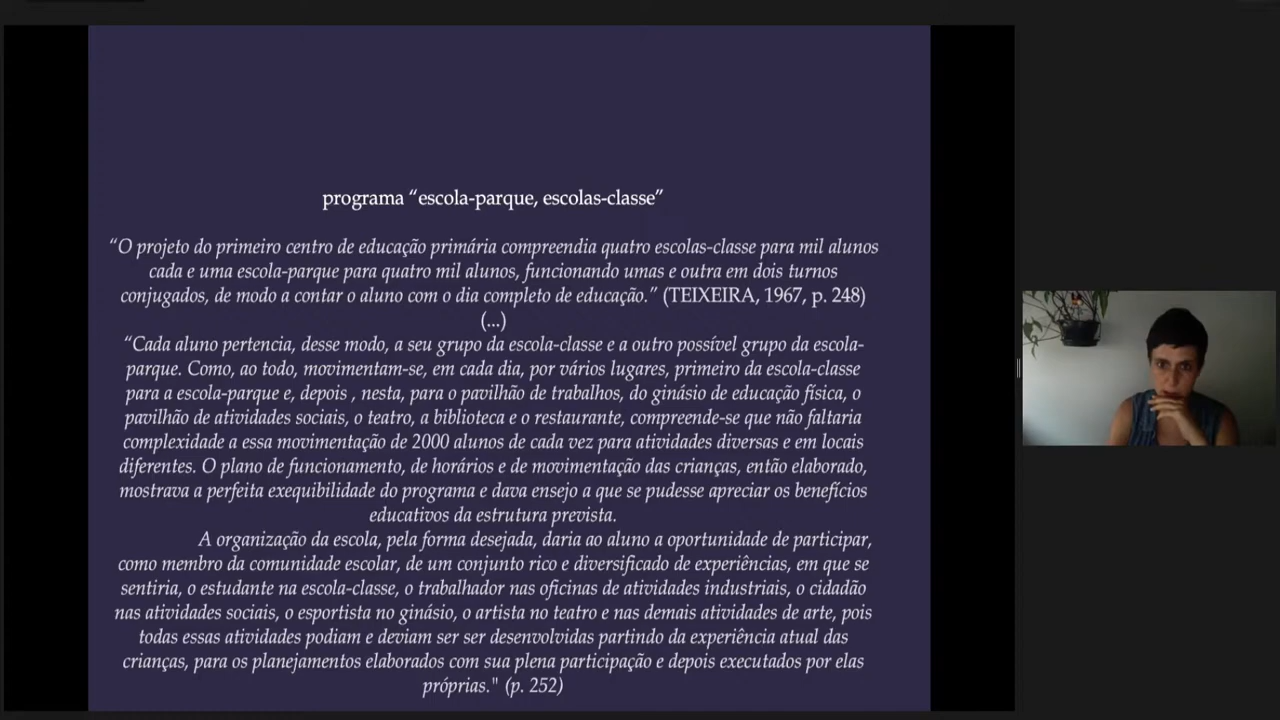 programa “escola-parque, escolas-classe”
“O projeto do primeiro centro de educação primária compreendia quatro escolas-classe para mil alunos
cada e uma escola-parque para quatro mil alunos, funcionando umas e outra em dois turnos
conjugados, de modo a contar o aluno com o dia completo de educação.” (TEIXEIRA, 1967, p. 248)
(...)
“Cada aluno pertencia, desse modo, a seu grupo da escola-classe e a outro possível grupo da escola-
parque. Como, ao todo, movimentam-se, em cada dia, por vários lugares, primeiro da escola-classe
para a escola-parque e, depois , nesta, para o pavilhão de trabalhos, do ginásio de educação física, o
pavilhão de atividades sociais, o teatro, a biblioteca e o restaurante, compreende-se que não faltaria
complexidade a essa movimentação de 2000 alunos de cada vez para atividades diversas e em locais
diferentes. O plano de funcionamento, de horários e de movimentação das crianças, então elaborado,
mostrava a perfeita exequibilidade do programa e dava ensejo a que se pudesse apreciar os benefícios
educativos da estrutura prevista.
A organização da escola, pela forma desejada, daria ao aluno a oportunidade de participar,
como membro da comunidade escolar, de um conjunto rico e diversificado de experiências, em que se
sentiria, o estudante na escola-classe, o trabalhador nas oficinas de atividades industriais, o cidadão
nas atividades sociais, o esportista no ginásio, o artista no teatro e nas demais atividades de arte, pois
todas essas atividades podiam e deviam ser ser desenvolvidas partindo da experiência atual das
crianças, para os planejamentos elaborados com sua plena participação e depois executados por elas
próprias." (p. 252)